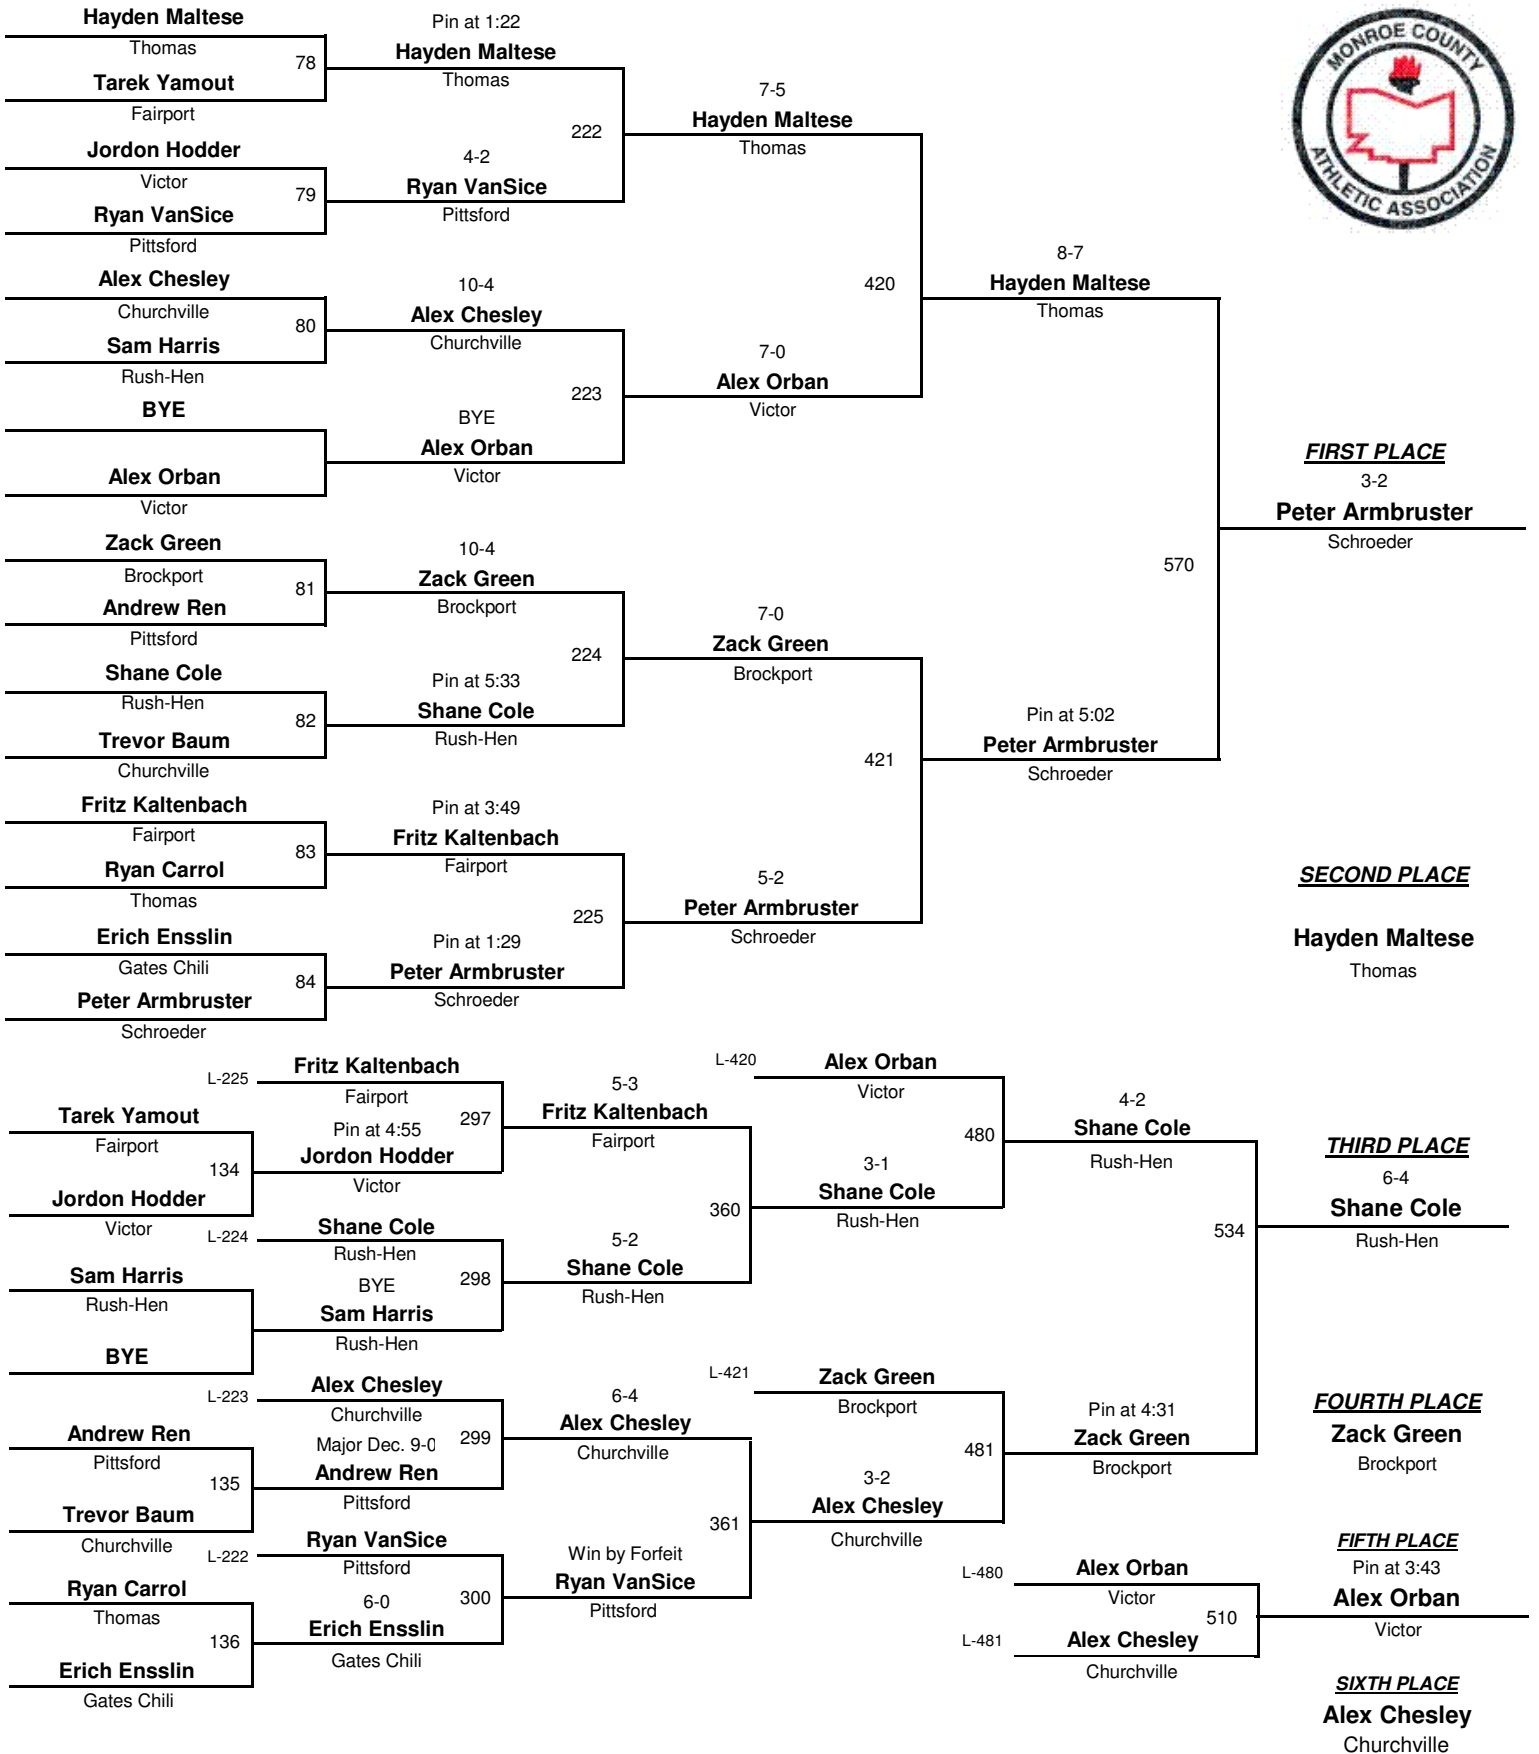 Hayden Maltese
Thomas
78
Tarek Yamout
Fairport
Jordon Hodder
Victor
79
Ryan VanSice
Pittsford
Alex Chesley
Churchville
80
Sam Harris
Rush-Hen
BYE
Alex Orban
Victor
Zack Green
Brockport
81
Andrew Ren
Pittsford
Shane Cole
Rush-Hen
82
Trevor Baum
Churchville
Fritz Kaltenbach
Fairport
83
Ryan Carrol
Thomas
Erich Ensslin
Gates Chili
84
Peter Armbruster
Schroeder
Pin at 1:22
Hayden Maltese
Thomas
222
4-2
Ryan VanSice
Pittsford
10-4
Alex Chesley
Churchville
223
BYE
Alex Orban
Victor
10-4
Zack Green
Brockport
224
Pin at 5:33
Shane Cole
Rush-Hen
Pin at 3:49
Fritz Kaltenbach
Fairport
225
Pin at 1:29
Peter Armbruster
Schroeder
7-5
Hayden Maltese
Thomas
420
7-0
Alex Orban
Victor
7-0
Zack Green
Brockport
421
5-2
Peter Armbruster
Schroeder
8-7
Hayden Maltese
Thomas
570
Pin at 5:02
Peter Armbruster
Schroeder
MONROE COUNTY
ATHLETIC ASSOCIATION
FIRST PLACE
3-2
Peter Armbruster
Schroeder
SECOND PLACE
Hayden Maltese
Thomas
Tarek Yamout
Fairport
134
Jordon Hodder
Victor
Sam Harris
Rush-Hen
BYE
Andrew Ren
Pittsford
135
Trevor Baum
Churchville
Ryan Carrol
Thomas
136
Erich Ensslin
Gates Chili
L-225
Fritz Kaltenbach
Fairport
297
Pin at 4:55
Jordon Hodder
Victor
L-224
Shane Cole
Rush-Hen
298
BYE
Sam Harris
Rush-Hen
L-223
Alex Chesley
Churchville
299
Major Dec. 9-0
Andrew Ren
Pittsford
L-222
Ryan VanSice
Pittsford
300
6-0
Erich Ensslin
Gates Chili
5-3
Fritz Kaltenbach
Fairport
360
5-2
Shane Cole
Rush-Hen
6-4
Alex Chesley
Churchville
361
Win by Forfeit
Ryan VanSice
Pittsford
L-420
Alex Orban
Victor
480
3-1
Shane Cole
Rush-Hen
L-421
Zack Green
Brockport
481
3-2
Alex Chesley
Churchville
4-2
Shane Cole
Rush-Hen
534
Pin at 4:31
Zack Green
Brockport
L-480
Alex Orban
Victor
510
L-481
Alex Chesley
Churchville
THIRD PLACE
6-4
Shane Cole
Rush-Hen
FOURTH PLACE
Zack Green
Brockport
FIFTH PLACE
Pin at 3:43
Alex Orban
Victor
SIXTH PLACE
Alex Chesley
Churchville